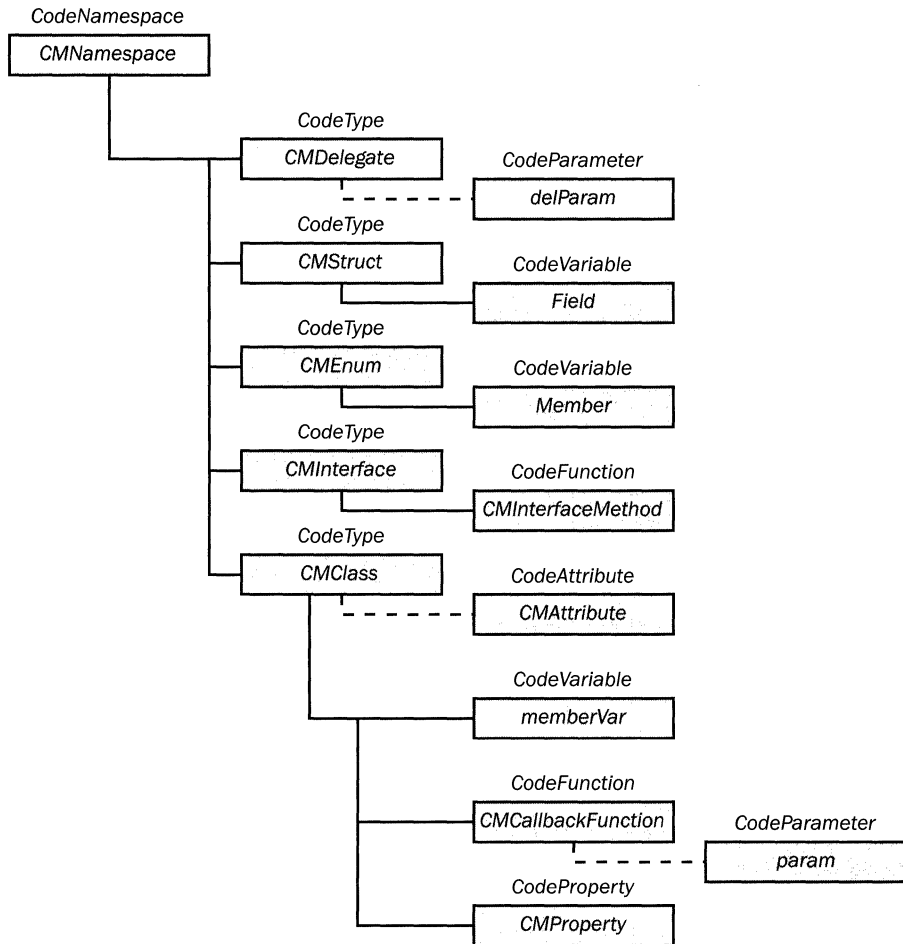 CodeNamespace
CMNamespace
CodeType
CMDelegate
CodeParameter
delParam
CodeType
CMStruct
CodeVariable
Field
CodeType
CMEnum
CodeVariable
Member
CodeType
CMInterface
CodeFunction
CMInterfaceMethod
CodeType
CMClass
CodeAttribute
CMAttribute
CodeVariable
memberVar
CodeFunction
CMCallbackFunction
CodeParameter
param
CodeProperty
CMProperty